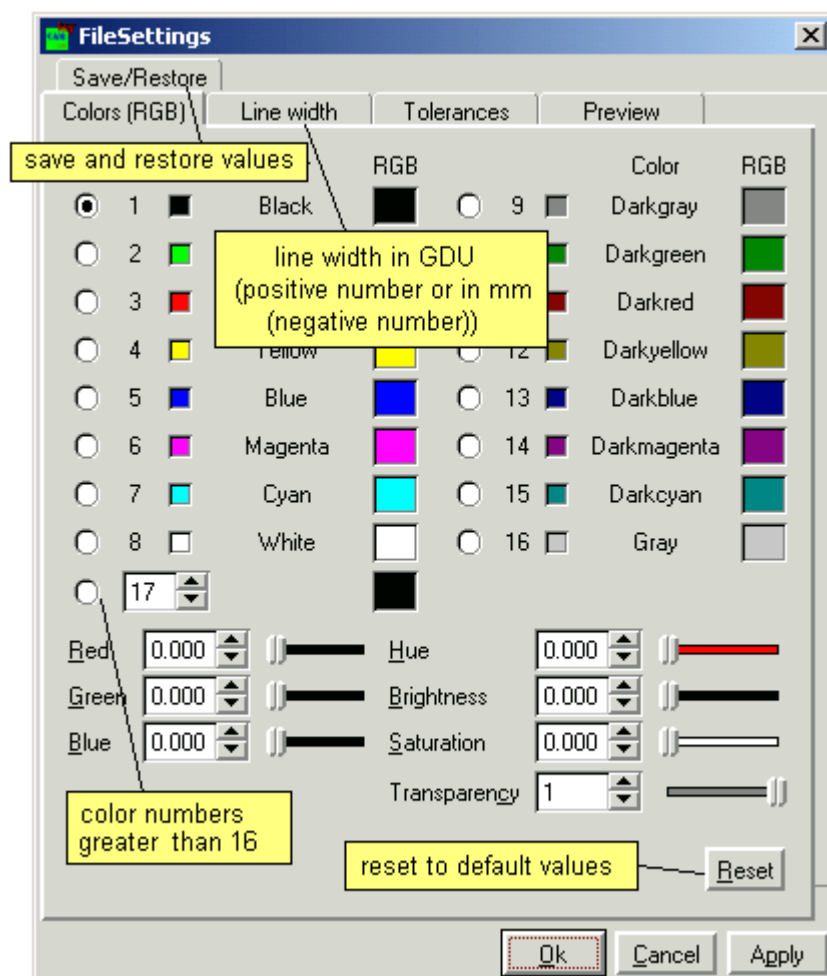 FileSettings
Save/Restore
Colors (RGB) Line width Tolerances Preview
save and restore values RGB Color RGB
1 Black 9 Darkgray
2 Darkgreen
line width in GDU
(positive number or in mm
(negative number))
3 Darkred
4 Yellow 12 Darkyellow
5 Blue 13 Darkblue
6 Magenta 14 Darkmagenta
7 Cyan 15 Darkcyan
8 White 16 Gray
17
Red 0.000 Hue 0.000
Green 0.000 Brightness 0.000
Blue 0.000 Saturation 0.000
Transparency 1
color numbers
greater than 16
reset to default values Reset
Ok Cancel Apply